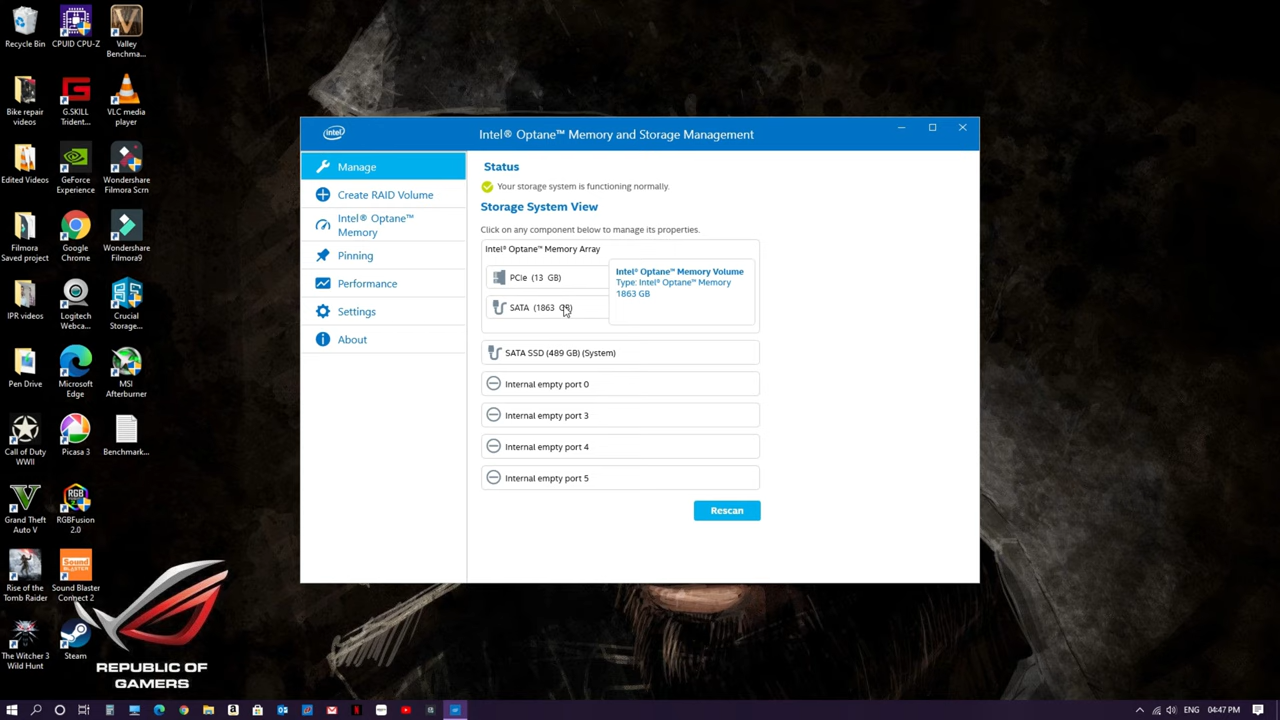 Recycle Bin
CPUID CPU-Z
Valley
Benchma...
Bike repair
videos
G.SKILL
Trident...
VLC media
player
Edited Videos
GeForce
Experience
Wondershare
Filmora Scrn
Filmora
Saved project
Google
Chrome
Wondershare
Filmora9
IPR videos
Logitech
Webca...
Crucial
Storage...
Pen Drive
Microsoft
Edge
MSI
Afterburner
Call of Duty
WWII
Picasa 3
Benchmark...
Grand Theft
Auto V
RGB
FUSION
RGBFusion
2.0
Rise of the
Tomb Raider
Sound
BLASTER
Sound Blaster
Connect 2
The Witcher 3
Wild Hunt
Steam
REPUBLIC OF
GAMERS
intel
Intel® Optane™ Memory and Storage Management
Manage
Create RAID Volume
Intel® Optane™
Memory
Pinning
Performance
Settings
About
Status
Your storage system is functioning normally.
Storage System View
Click on any component below to manage its properties.
Intel® Optane™ Memory Array
PCIe (13 GB)
SATA (1863 GB)
Intel® Optane™ Memory Volume
Type: Intel® Optane™ Memory
1863 GB
SATA SSD (489 GB) (System)
Internal empty port 0
Internal empty port 3
Internal empty port 4
Internal empty port 5
Rescan
04:47 PM